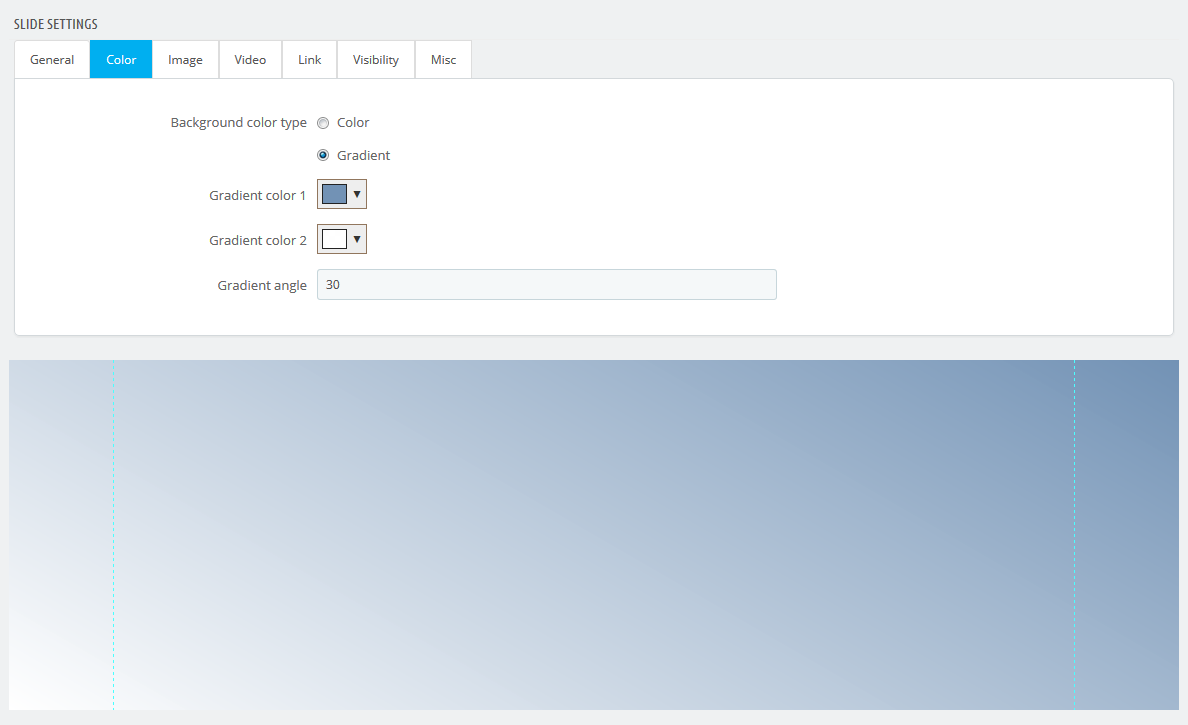 SLIDE SETTINGS
General Color Image Video Link Visibility Misc
Background color type Color
Gradient
Gradient color 1
Gradient color 2
Gradient angle 30